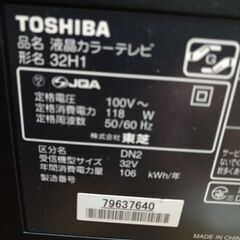 TOSHIBA
品名 液晶カラーテレビ
形名 32H1
JQA
定格電圧 100V～
定格消費電力 118 W
定格周波数 50/60 Hz
株式会社 東芝
区分名 DN2
受信機型サイズ 32V
年間消費電力量 106 kWh/年
製造番号
79637640
G N2
MADE IN CHIN